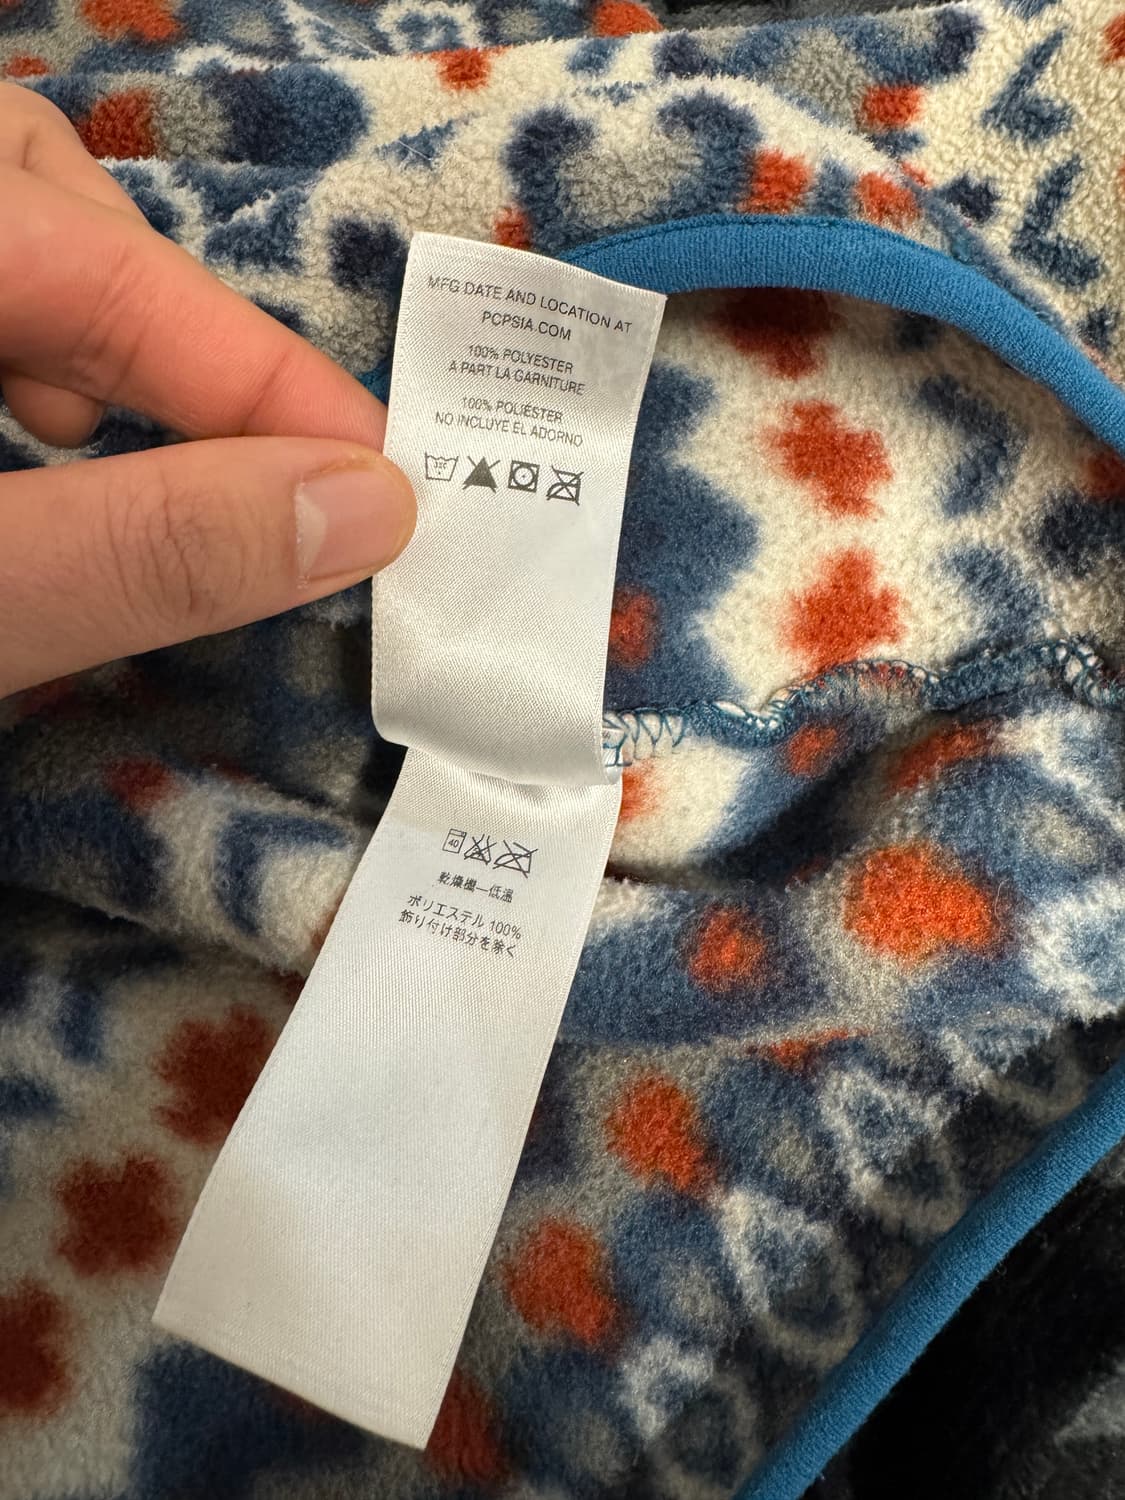 MFG DATE AND LOCATION AT
PCPSIA.COM
100% POLYESTER
A PART LA GARNITURE
100% POLIÉSTER
NO INCLUYE EL ADORNO
30C
40
乾燥機—低温
ポリエステル 100%
飾り付け部分を除く